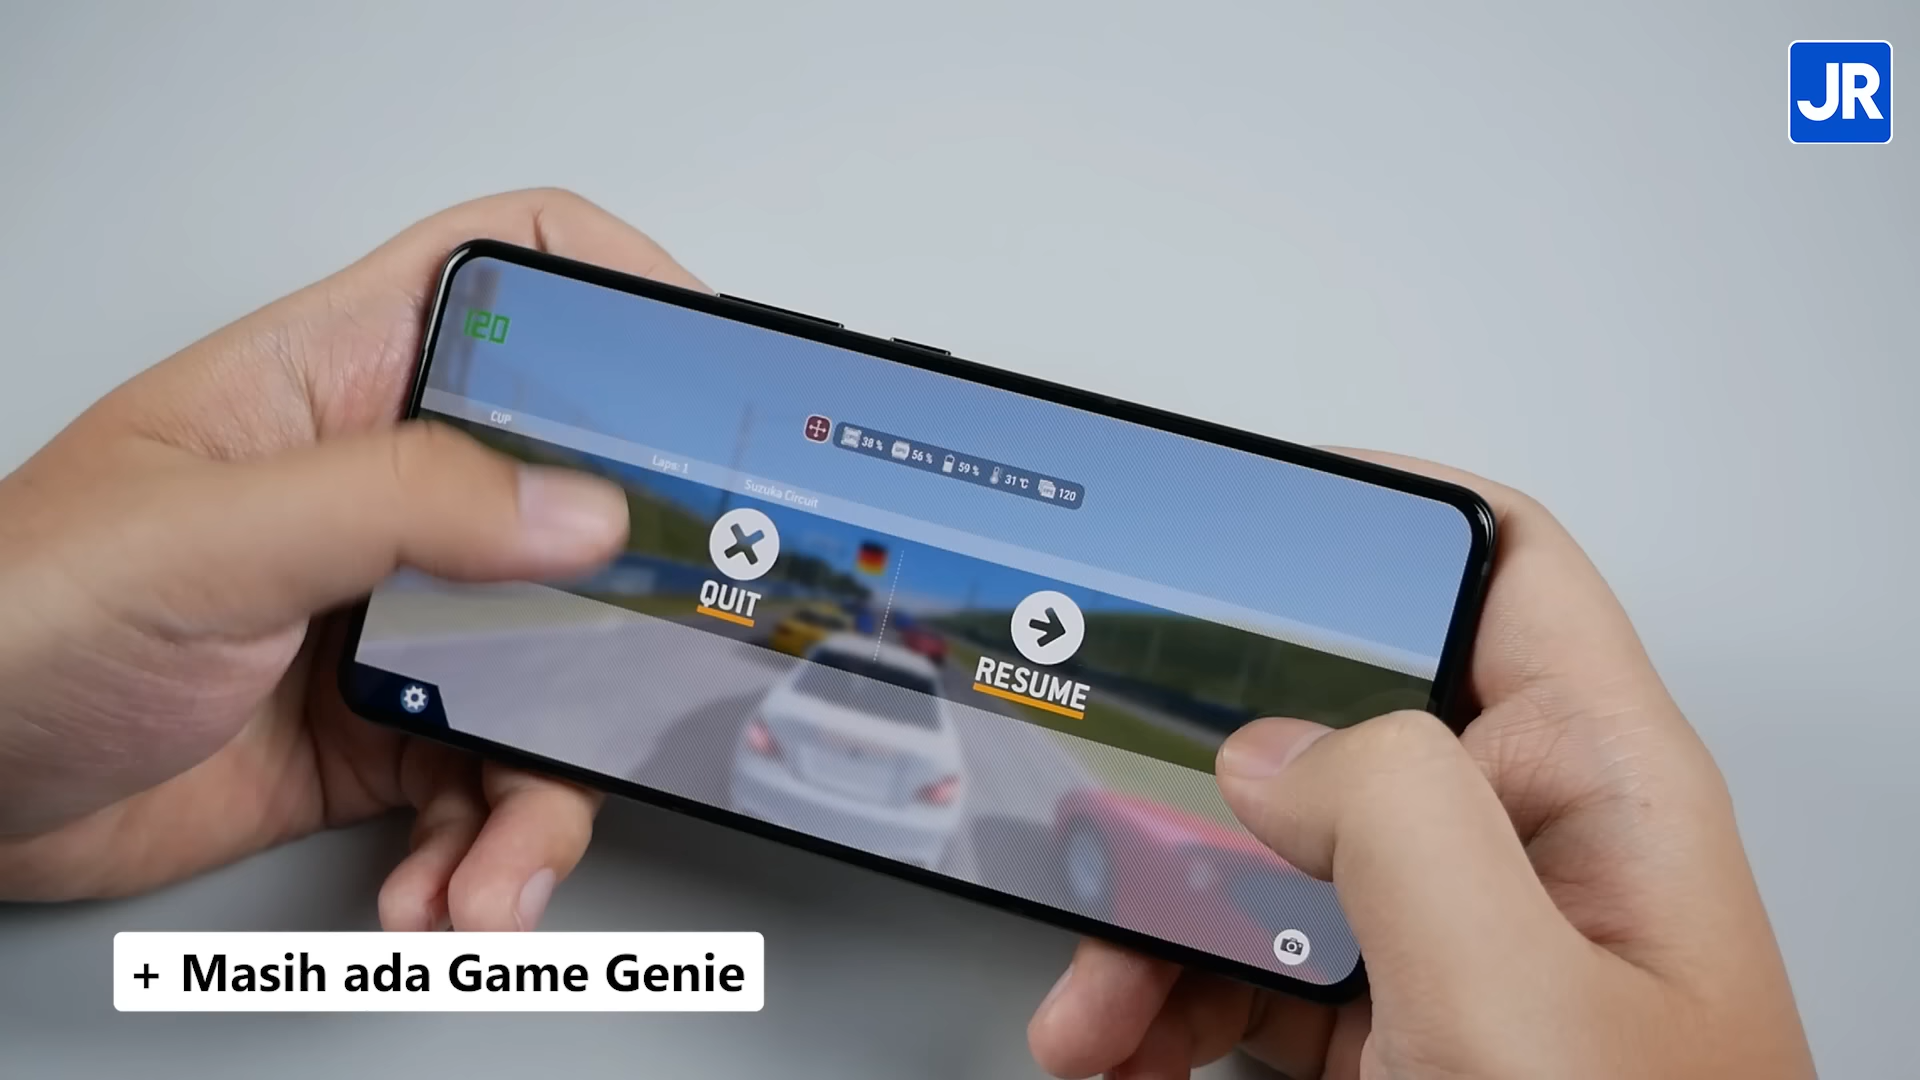 JR
120
CUP
38 % 56 % 59 % 31 °C 120
Laps: 1
Suzuka Circuit
QUIT
RESUME
+ Masih ada Game Genie